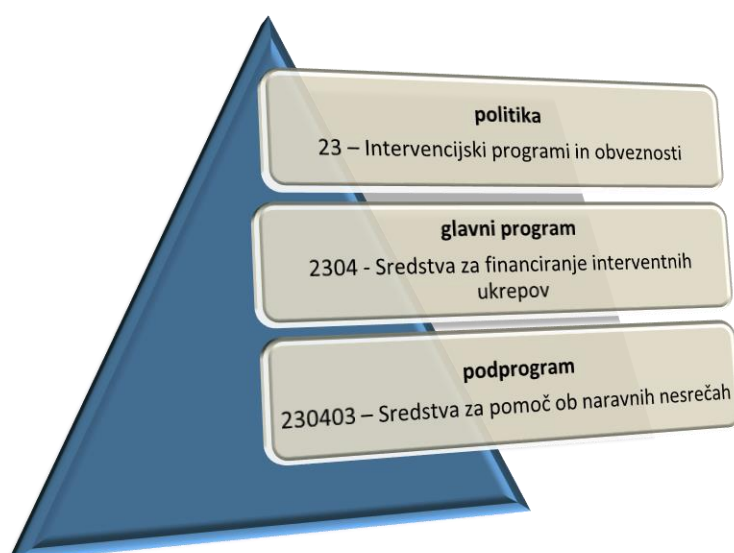 politika
23 – Intervencijski programi in obveznosti
glavni program
2304 - Sredstva za financiranje interventnih
ukrepov
podprogram
230403 – Sredstva za pomoč ob naravnih nesrečah